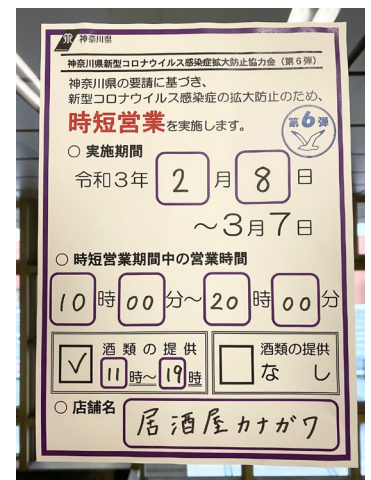 神奈川県
神奈川県新型コロナウイルス感染症拡大防止協力会（第６弾）
神奈川県の要請に基づき、
新型コロナウイルス感染症の拡大防止のため、
時短営業を実施します。
第6弾
○ 実施期間
令和３年 2 月 8 日
～３月７日
○ 時短営業期間中の営業時間
10 時 00 分～ 20 時 00 分
✓ 酒類の提供
11 時～ 19 時
酒類の提供
なし
○ 店舗名
居酒屋カナガワ